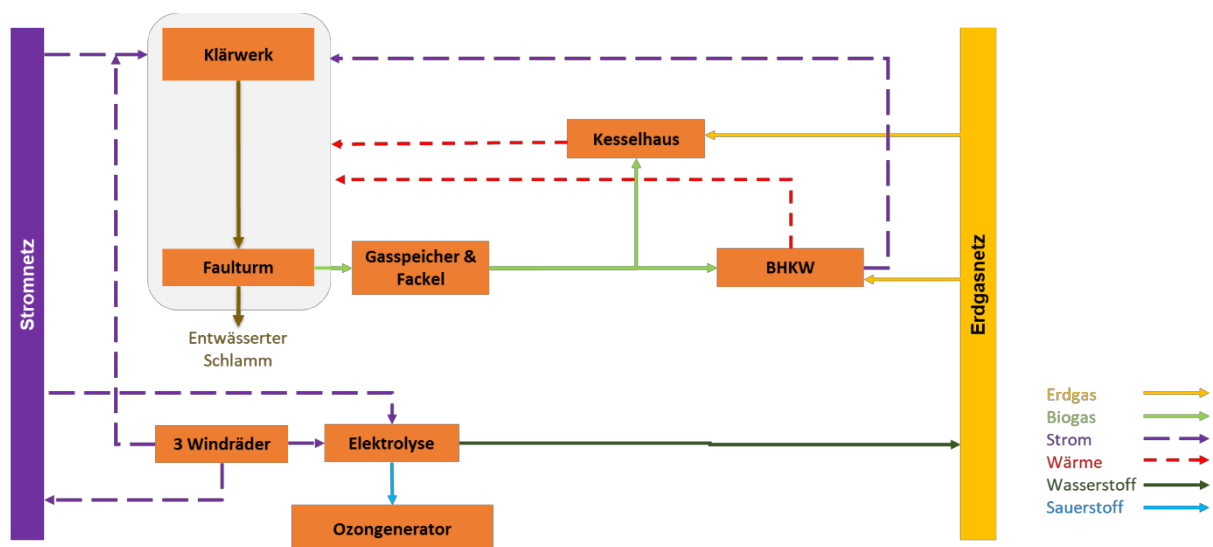 Klärwerk
Kesselhaus
Faulturm
Gasspeicher &
Fackel
BHKW
Stromnetz
Erdgasnetz
Entwässerter
Schlamm
3 Windräder
Elektrolyse
Ozongenerator
Erdgas
Biogas
Strom
Wärme
Wasserstoff
Sauerstoff